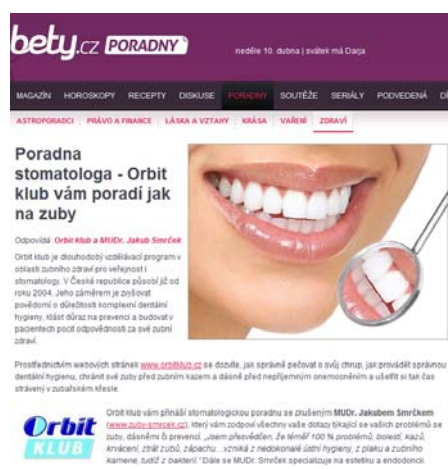 bety.cz PORADNY
neděle 10. dubna | svátek má Darja
MAGAZÍN HOROSKOPY RECEPTY DISKUSE PORADNY SOUTĚŽE SERIÁLY PODVEDENÁ
ASTROPORADCI PRÁVO A FINANCE LÁSKA A VZTAHY KRÁSA VAŘENÍ ZDRAVÍ
Poradna
stomatologa - Orbit
klub vám poradí jak
na zuby
Odpovídá: Orbit klub a MUDr. Jakub Smrček
Orbit klub je dlouhodobý vzdělávací program v
oblasti zubního zdraví pro veřejnost i
stomatology. V České republice působí již od
roku 2004. Jeho záměrem je zvyšovat
povědomí o důležitosti komplexní dentální
hygieny, klást důraz na prevenci a budovat v
pacientech pocit odpovědnosti za své zubní
zdraví.
Prostřednictvím webových stránek www.orbitklub.cz se dozvíte, jak správně pečovat o svůj chrup, jak provádět správnou
dentální hygienu, chránit své zuby před zubním kazem a dásně před nepříjemným onemocněním a ušetřit si tak čas
strávený v zubařském křesle.
Orbit
KLUB
Orbit klub vám přináší stomatologickou poradnu se zkušeným MUDr. Jakubem Smrčkem
(www.zuby-smrcek.cz), který vám zodpoví všechny vaše dotazy týkající se vašich problémů se
zuby, dásněmi či prevencí. „Jsem přesvědčen, že téměř 100 % problémů, bolestí, kazů,
krvácení, ztrát zubů, zápachu...vzniká z nedokonalé ústní hygieny, z plaku a zubního
kamene, tudíž z bakterií." Dále se MUDr. Smrček specializuje na estetiku a endodoncii.